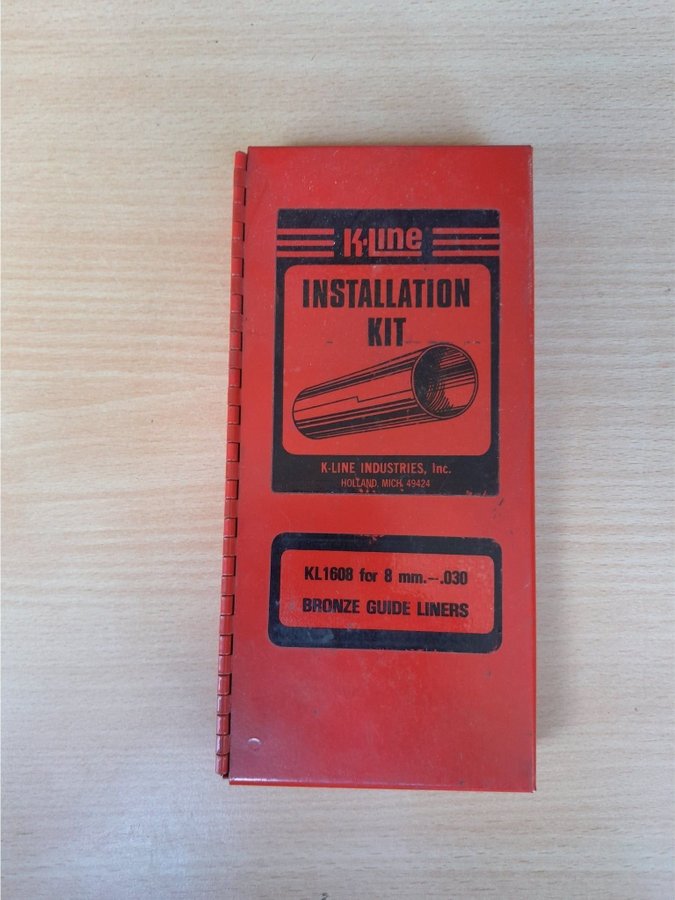 K-Line
INSTALLATION
KIT
K-LINE INDUSTRIES, Inc.
HOLLAND, MICH. 49424
KL1608 for 8 mm.-.030
BRONZE GUIDE LINERS